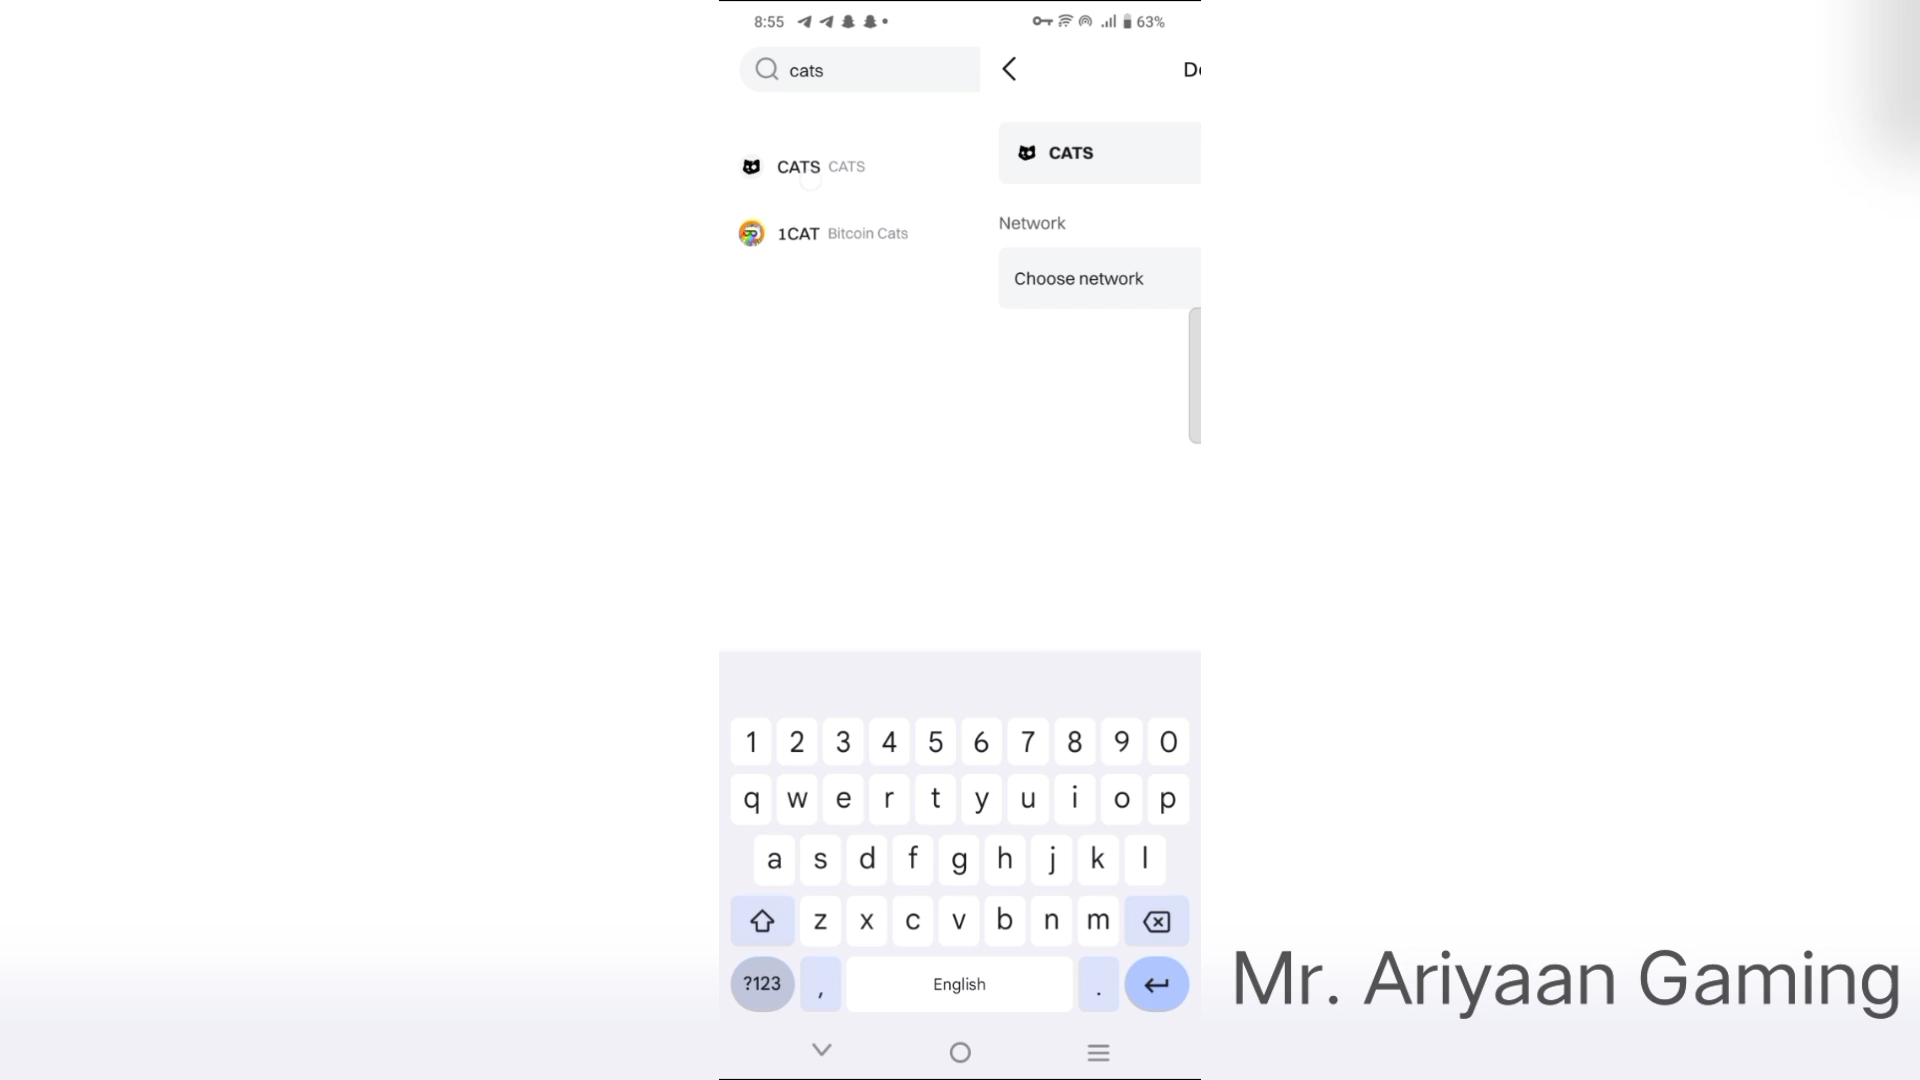 8:55
63%
cats
CATS CATS
1CAT Bitcoin Cats
CATS
Network
Choose network
1 2 3 4 5 6 7 8 9 0
q w e r t y u i o p
a s d f g h j k l
z x c v b n m
?123 , English .
Mr. Ariyaan Gaming